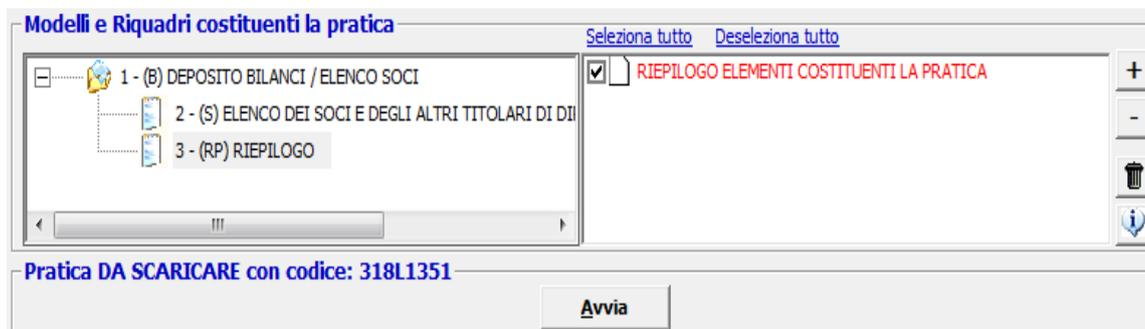 Modelli e Riquadri costituenti la pratica
Seleziona tutto Deseleziona tutto
1 - (B) DEPOSITO BILANCI / ELENCO SOCI
2 - (S) ELENCO DEI SOCI E DEGLI ALTRI TITOLARI DI
3 - (RP) RIEPILOGO
RIEPILOGO ELEMENTI COSTITUENTI LA PRATICA
Pratica DA SCARICARE con codice: 318L1351
Avvia